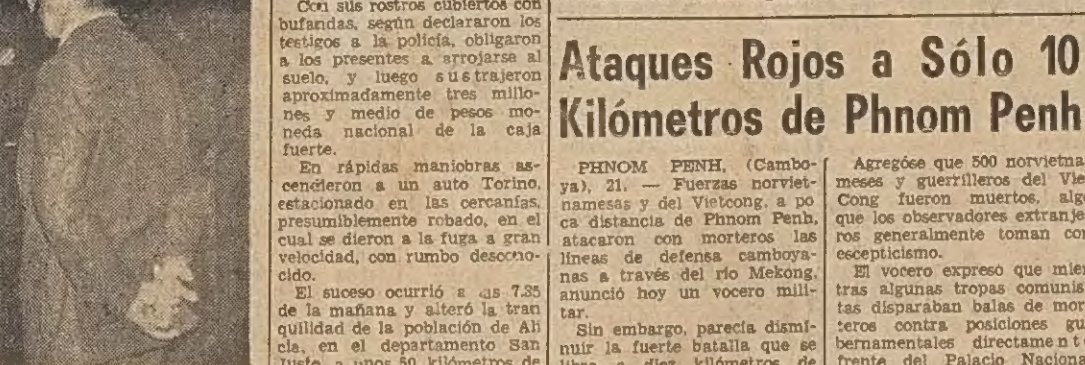 Con sus rostros cubiertos con
bufandas, según declararon los
testigos a la policía, obligaron
a los presentes a arrojarse al
suelo, y luego sustrajeron
aproximadamente tres millo-
nes y medio de pesos mo-
neda nacional de la caja
fuerte.
En rápidas maniobras as-
cendieron a un auto Torino,
estacionado en las cercanías,
presumiblemente robado, en el
cual se dieron a la fuga a gran
velocidad, con rumbo descono-
cido.
El suceso ocurrió a las 7.35
de la mañana y alteró la tran
quilidad de la población de Ali
cia, en el departamento San
Justo, a unos 50 kilómetros de
Ataques Rojos a Sólo 10
Kilómetros de Phnom Penh
PHNOM PENH, (Cambo-
ya), 21. — Fuerzas norviet-
namesas y del Vietcong, a po
ca distancia de Phnom Penh,
atacaron con morteros las
líneas de defensa camboya-
nas a través del río Mekong,
anunció hoy un vocero mili-
tar.
Sin embargo, parecía dismi-
nuir la fuerte batalla que se
libra a diez kilómetros de
Agregóse que 500 norvietna
meses y guerrilleros del Vie
Cong fueron muertos, alg
que los observadores extranje
ros generalmente toman con
escepticismo.
El vocero expresó que mien
tras algunas tropas comunis
tas disparaban balas de mor
teros contra posiciones gu
bernamentales directament
frente del Palacio Naciona